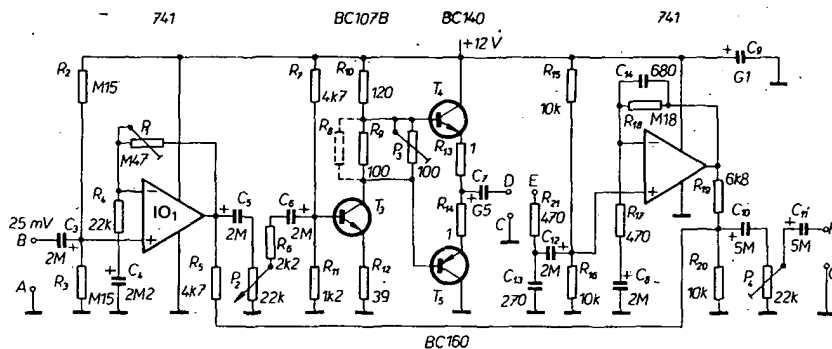 741 BC107B BC140 741
+12 V
R2 M15
P1 M47
R4 22k
IO1
25 mV
B
C3 2M
R3 M15
A
C4 2M2
R5 4k7
C5 2M
P2 22k
C6 2M
R6 2k2
R7 4k7
R11 1k2
R10 120
R8
R9 100
P3 100
T3
R12 39
T4
R13 1
R14 1
T5
C7 G5
D
C
E
R21 470
C12 2M
C13 270
R15 10k
R16 10k
C14 680
R18 M18
R17 470
C8 2M
C9 G1
R19 6k8
R20 10k
C10 5M
P4 22k
C11 5M
BC160